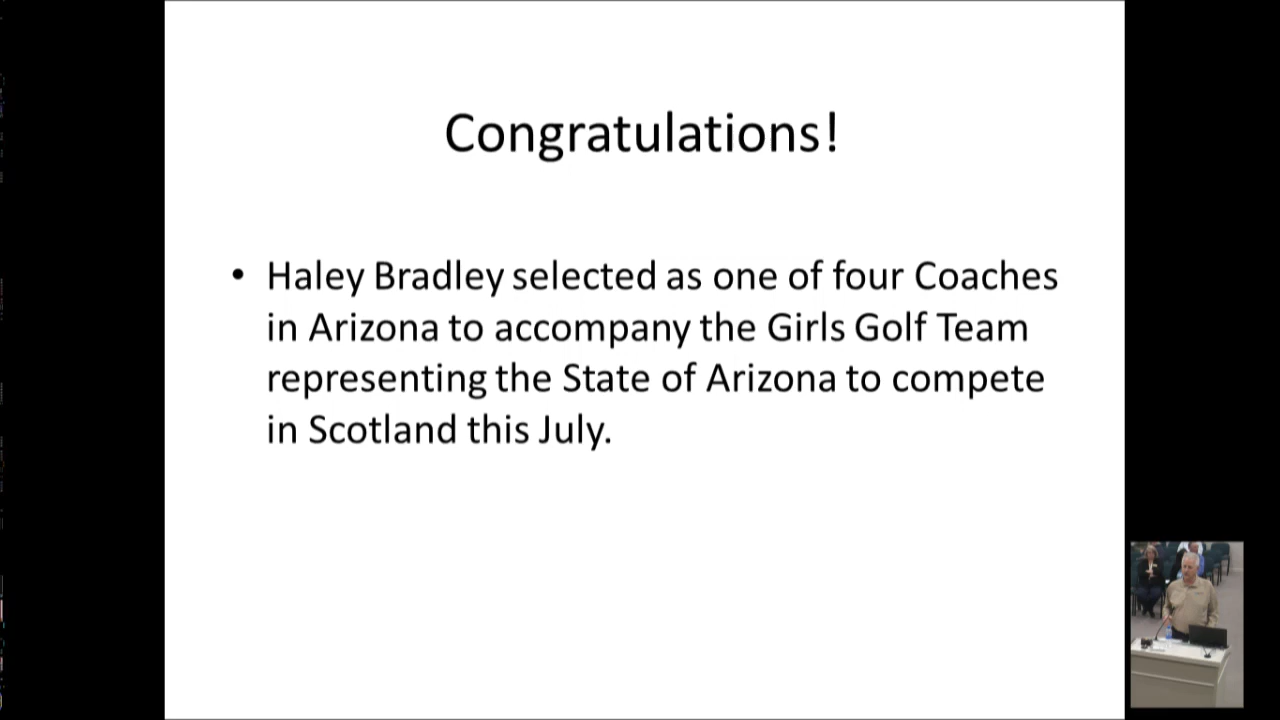 Congratulations!
• Haley Bradley selected as one of four Coaches
in Arizona to accompany the Girls Golf Team
representing the State of Arizona to compete
in Scotland this July.